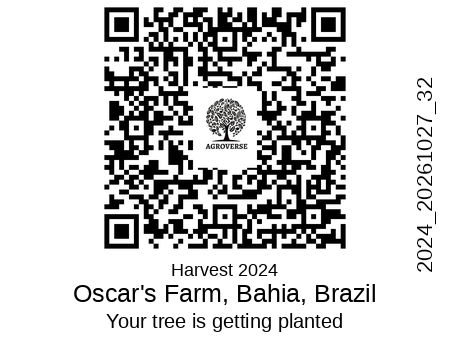 AGROVERSE
Harvest 2024
Oscar's Farm, Bahia, Brazil
Your tree is getting planted
2024_20261027_32